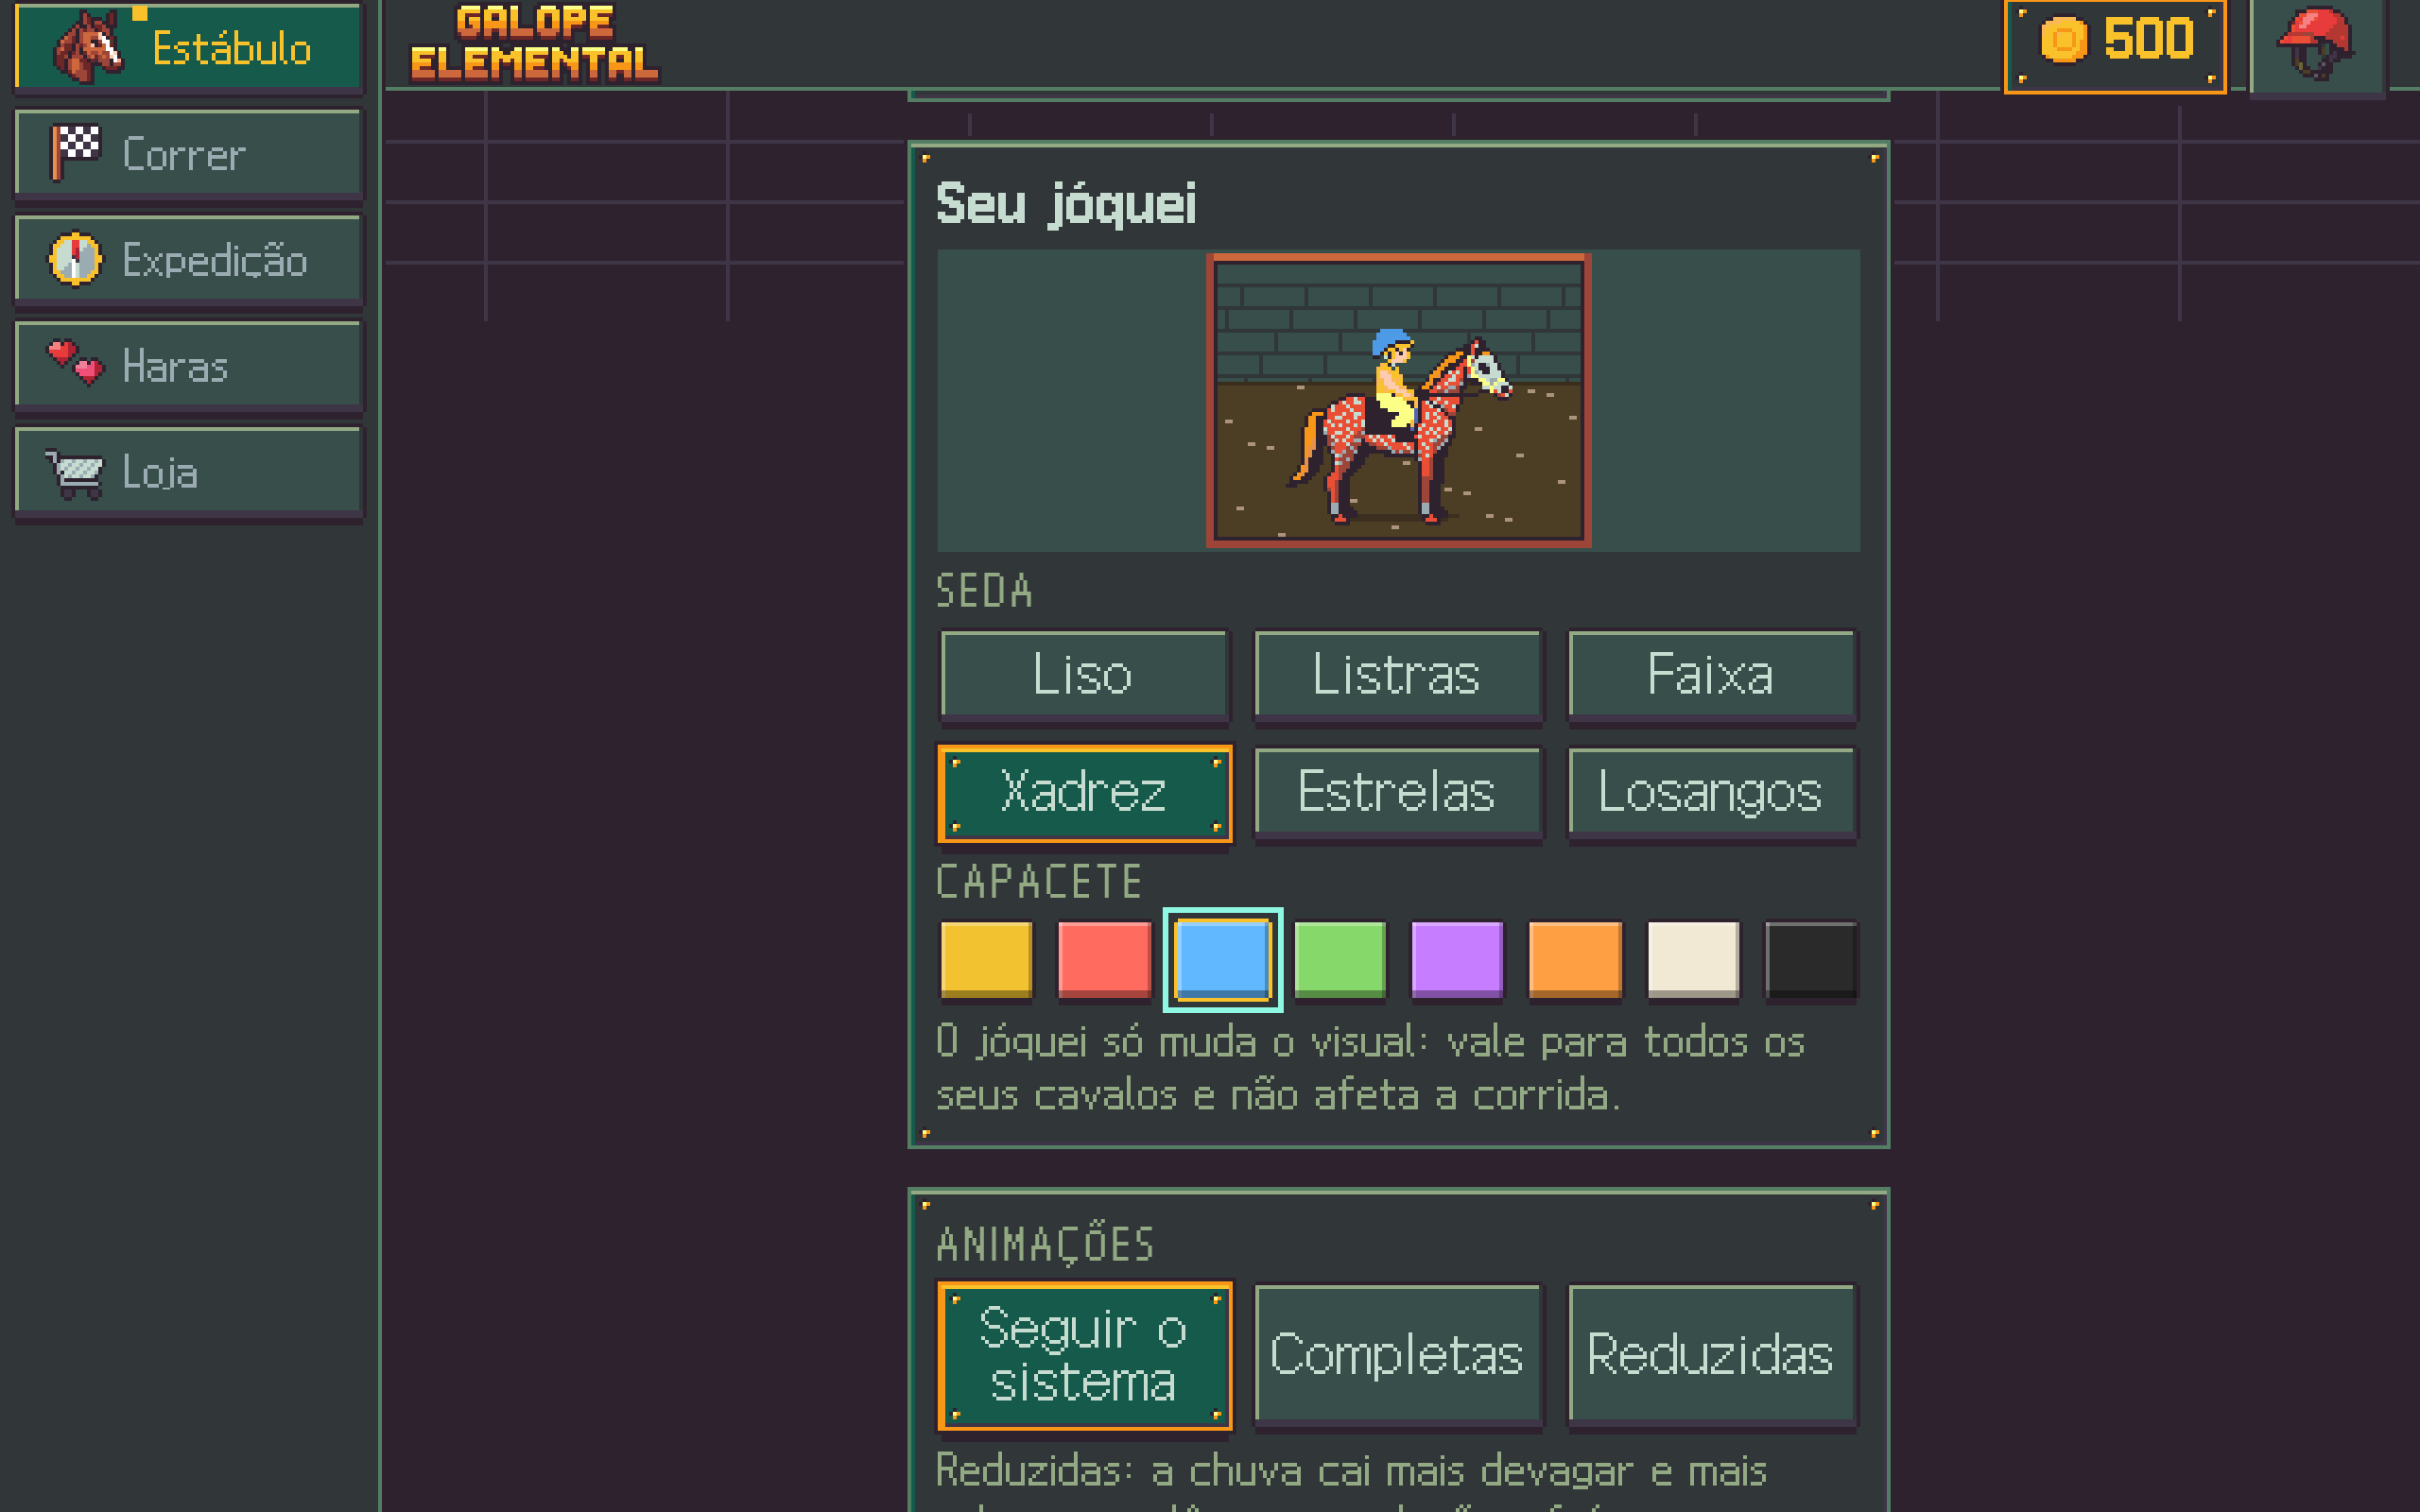 Estábulo
GALOPE
ELEMENTAL
500
Correr
Expedição
Haras
Loja
Seu jóquei
SEDA
Liso
Listras
Faixa
Xadrez
Estrelas
Losangos
CAPACETE
O jóquei só muda o visual: vale para todos os
seus cavalos e não afeta a corrida.
ANIMAÇÕES
Seguir o
sistema
Completas
Reduzidas
Reduzidas: a chuva cai mais devagar e mais